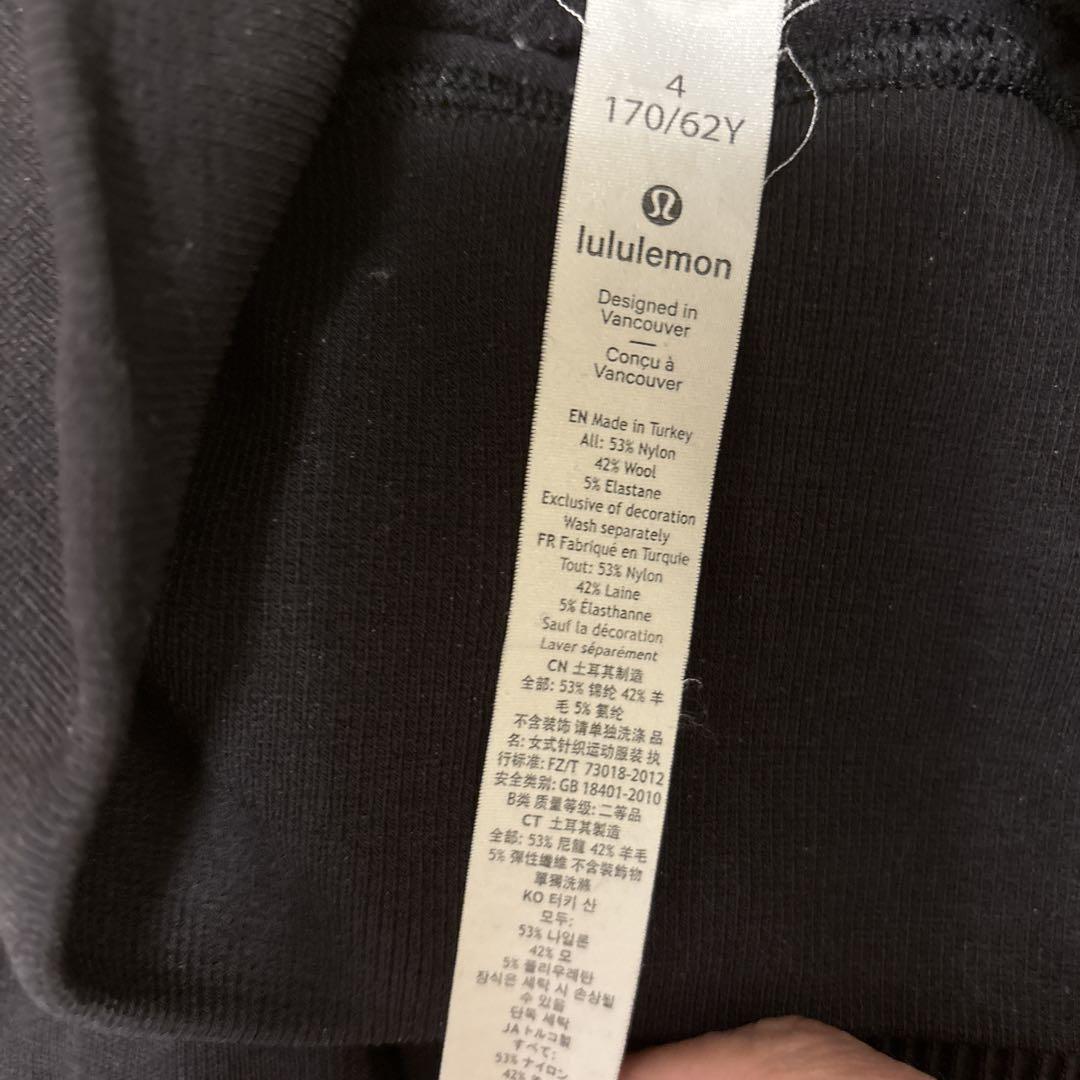 4
170/62Y
lululemon
Designed in
Vancouver
Conçu à
Vancouver
EN Made in Turkey
All: 53% Nylon
42% Wool
5% Elastane
Exclusive of decoration
Wash separately
FR Fabriqué en Turquie
Tout: 53% Nylon
42% Laine
5% Élasthanne
Sauf la décoration
Laver séparément
CN 土耳其制造
全部: 53% 锦纶 42% 羊
毛 5% 氨纶
不含装饰 请单独洗涤 品
名: 女式针织运动服装 执
行标准: FZ/T 73018-2012
安全类别: GB 18401-2010
B类 质量等级: 二等品
CT 土耳其製造
全部: 53% 尼龍 42% 羊毛
5% 彈性纖維 不含裝飾物
單獨洗滌
KO 터키 산
모두:
53% 나일론
42% 모
5% 폴리우레탄
장식은 세탁 시 손상될
수 있음
단독 세탁
JA トルコ製
すべて:
53% ナイロン
42%